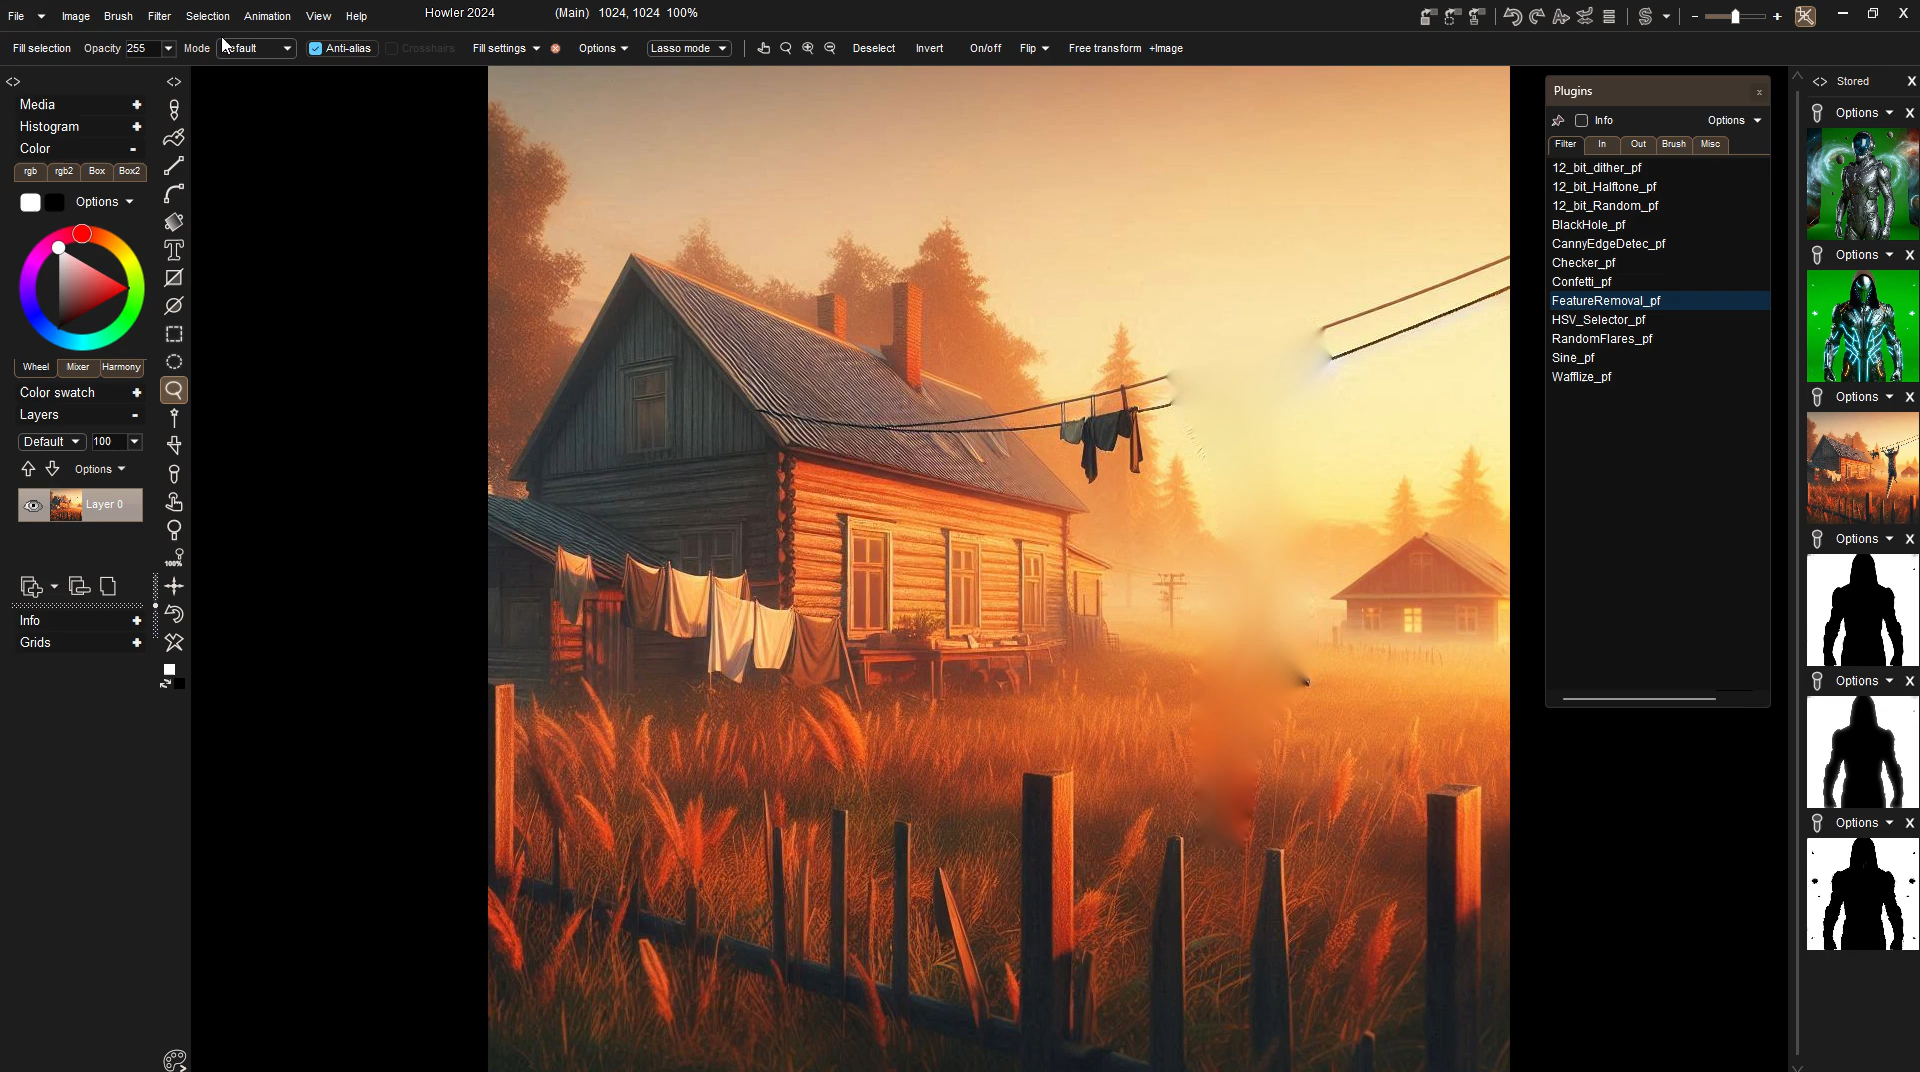 File Image Brush Filter Selection Animation View Help Howler 2024 (Main) 1024, 1024 100%
Fill selection Opacity 255 Mode Anti-alias Crosshairs Fill settings Options Lasso mode Deselect Invert On/off Flip Free transform +Image
Media
Histogram
Color
rgb rgb2 Box Box2
Options
Wheel Mixer Harmony
Color swatch
Layers
Default 100
Options
Layer 0
Info
Grids
100%
Plugins x
Info Options
Filter In Out Brush Misc
12_bit_dither_pf
12_bit_Halftone_pf
12_bit_Random_pf
BlackHole_pf
CannyEdgeDetec_pf
Checker_pf
Confetti_pf
FeatureRemoval_pf
HSV_Selector_pf
RandomFlares_pf
Sine_pf
Wafflize_pf
Stored X
Options X
Options X
Options X
Options X
Options X
Options X